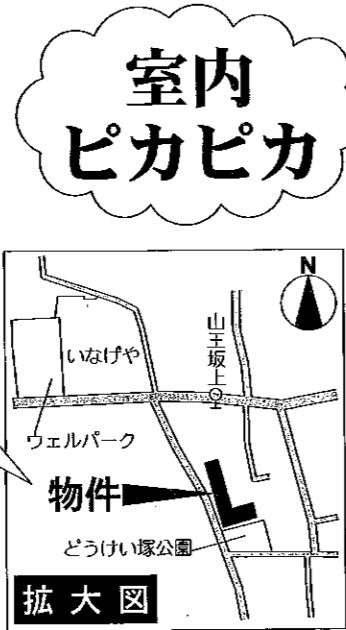 室内
ピカピカ
N
山王坂上
いなげや
ウェルパーク
物件
どうけい塚公園
拡大図